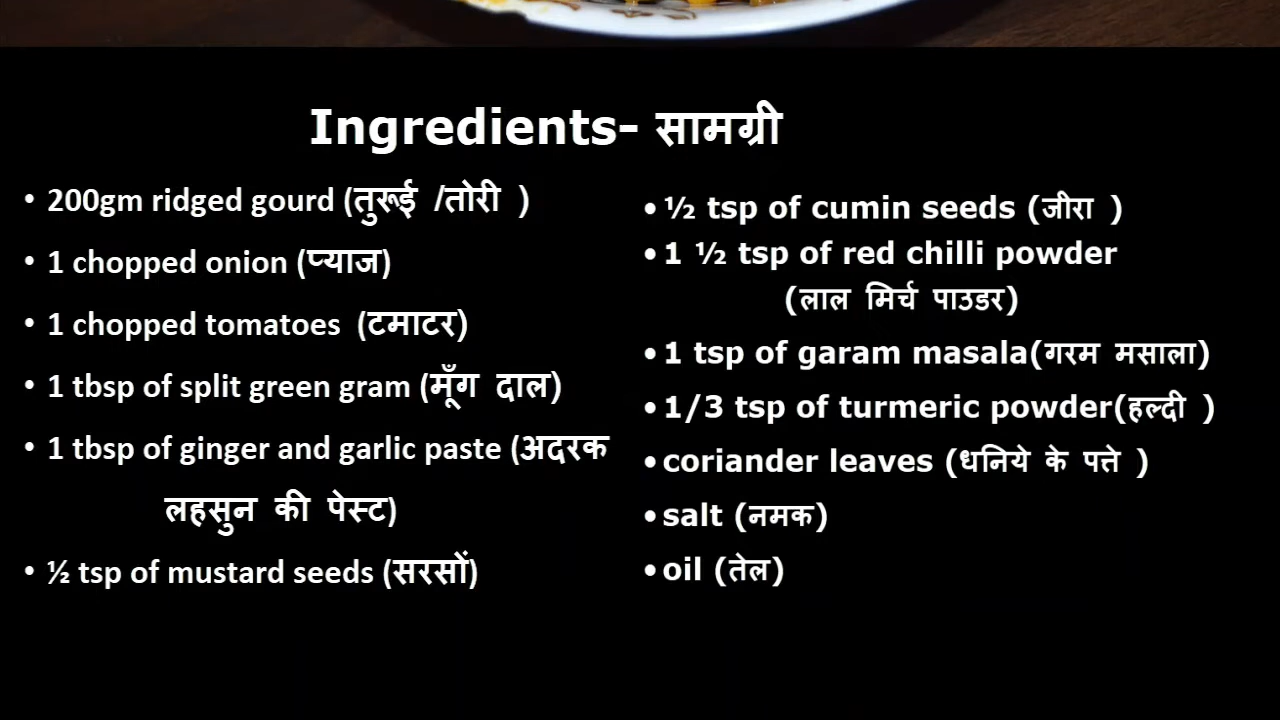 Ingredients- सामग्री
• 200gm ridged gourd (तुरूई /तोरी )
• 1 chopped onion (प्याज)
• 1 chopped tomatoes (टमाटर)
• 1 tbsp of split green gram (मूँग दाल)
• 1 tbsp of ginger and garlic paste (अदरक
लहसुन की पेस्ट)
• ½ tsp of mustard seeds (सरसों)
• ½ tsp of cumin seeds (जीरा )
• 1 ½ tsp of red chilli powder
(लाल मिर्च पाउडर)
• 1 tsp of garam masala(गरम मसाला)
• 1/3 tsp of turmeric powder(हल्दी )
• coriander leaves (धनिये के पत्ते )
• salt (नमक)
• oil (तेल)